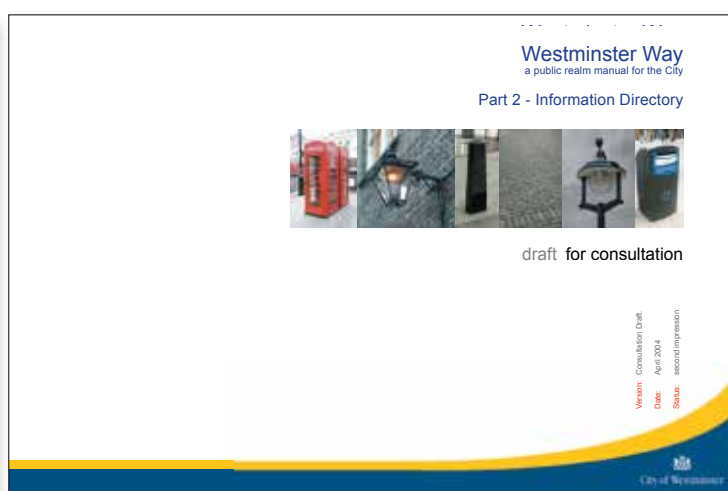 Westminster Way
a public realm manual for the City
Part 2 - Information Directory
draft for consultation
Version: Consultation Draft.
Date: April 2004
Status: second impression
City of Westminster